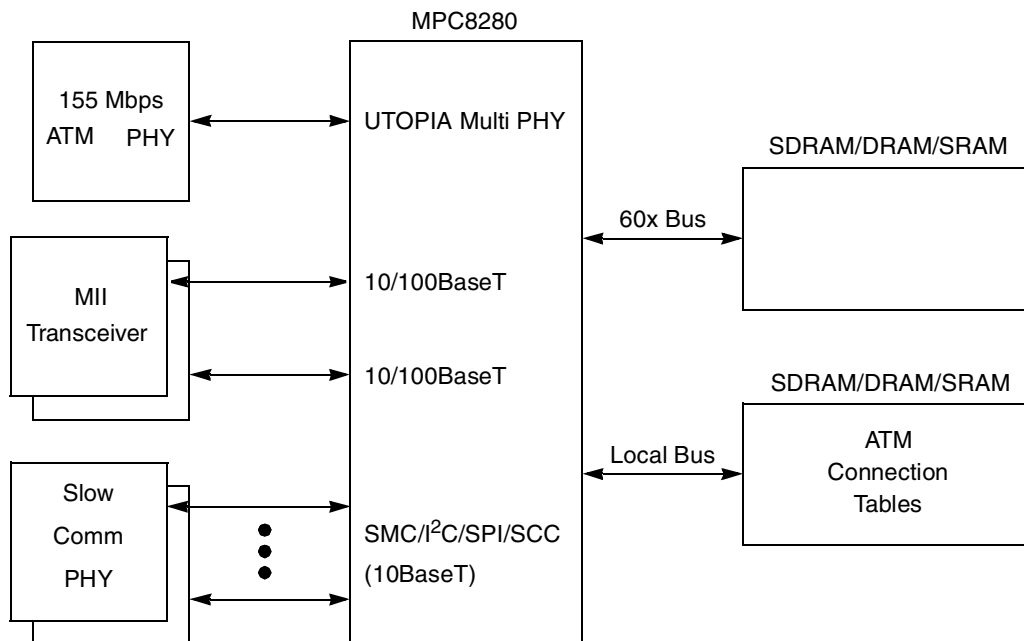 MPC8280
155 Mbps
ATM PHY
UTOPIA Multi PHY
SDRAM/DRAM/SRAM
60x Bus
MII
Transceiver
10/100BaseT
10/100BaseT
SDRAM/DRAM/SRAM
Local Bus
ATM
Connection
Tables
Slow
Comm
PHY
SMC/I²C/SPI/SCC
(10BaseT)